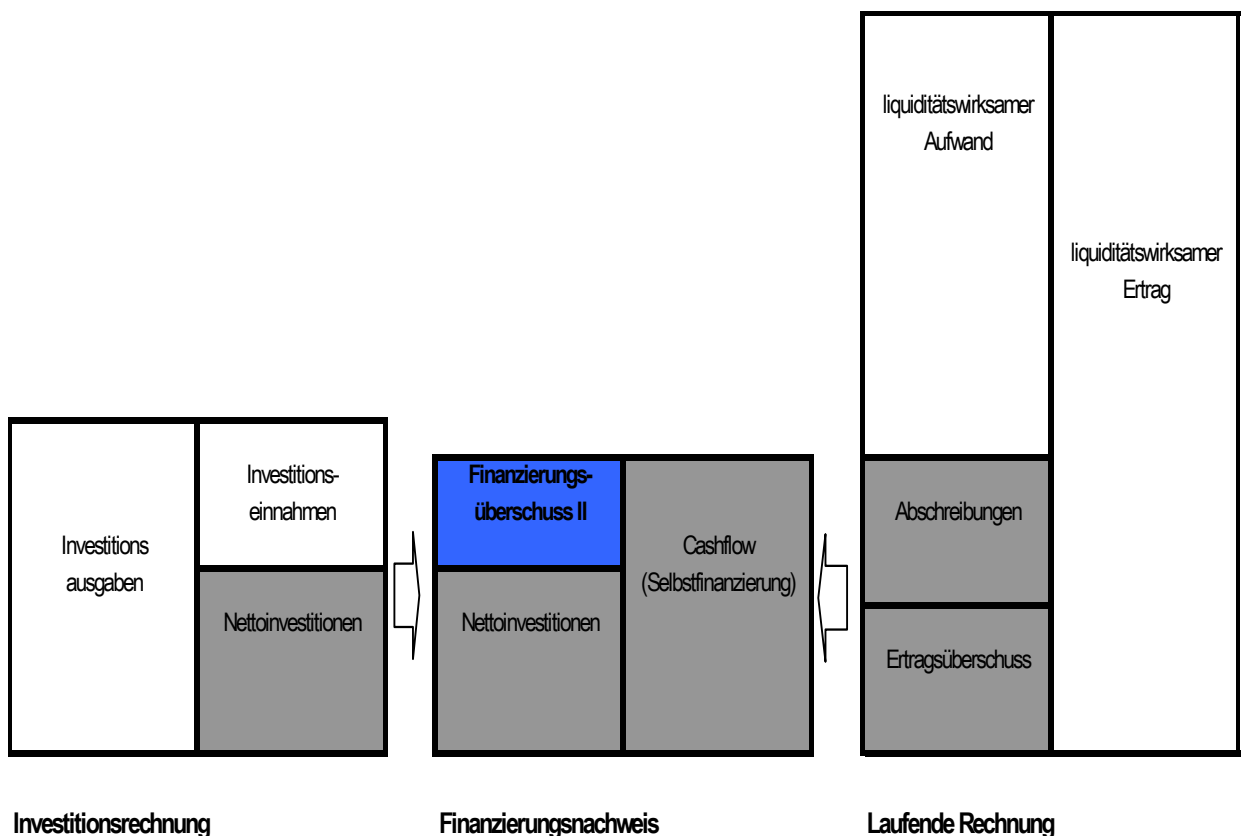 liquiditätswirksamer
Aufwand
liquiditätswirksamer
Ertrag
Investitions
ausgaben
Investitions-
einnahmen
Nettoinvestitionen
Finanzierungs-
überschuss II
Nettoinvestitionen
Cashflow
(Selbstfinanzierung)
Abschreibungen
Ertragsüberschuss
Investitionsrechnung
Finanzierungsnachweis
Laufende Rechnung